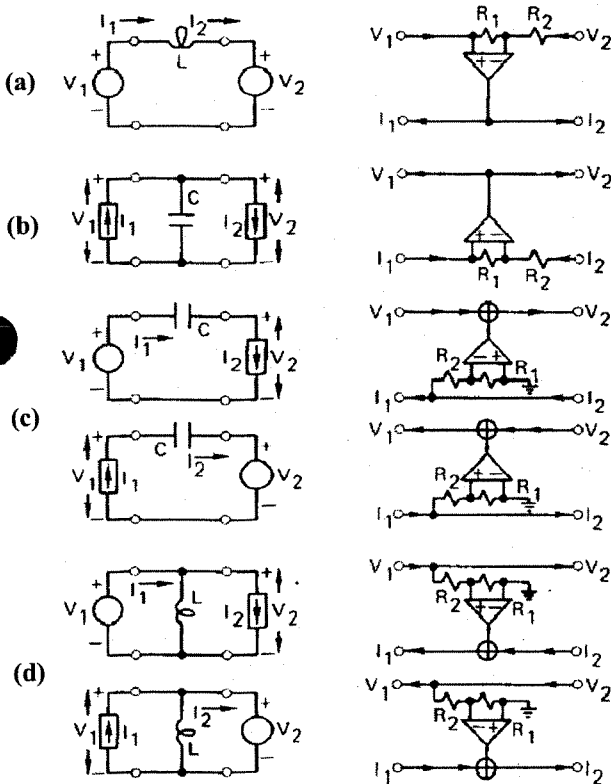 I₁ I₂ R₁ R₂
+ + V₁ V₂
(a) V₁ L V₂ + −
− − I₁ I₂
+ + V₁ V₂
(b) V₁ I₁ C I₂ V₂ + −
− − I₁ R₁ R₂ I₂
+ I₁ C + V₁ V₂
V₁ I₂ V₂ R₂ − + R₁
− − I₁ I₂
(c)
+ C I₂ + V₁ V₂
V₁ I₁ V₂ R₂ + − R₁
− − I₁ I₂
+ I₁ L + V₁ V₂
V₁ I₂ V₂ R₂ + − R₁
− − I₁ I₂
(d)
+ I₂ + V₁ V₂
V₁ I₁ L V₂ R₂ + − R₁
− − I₁ I₂